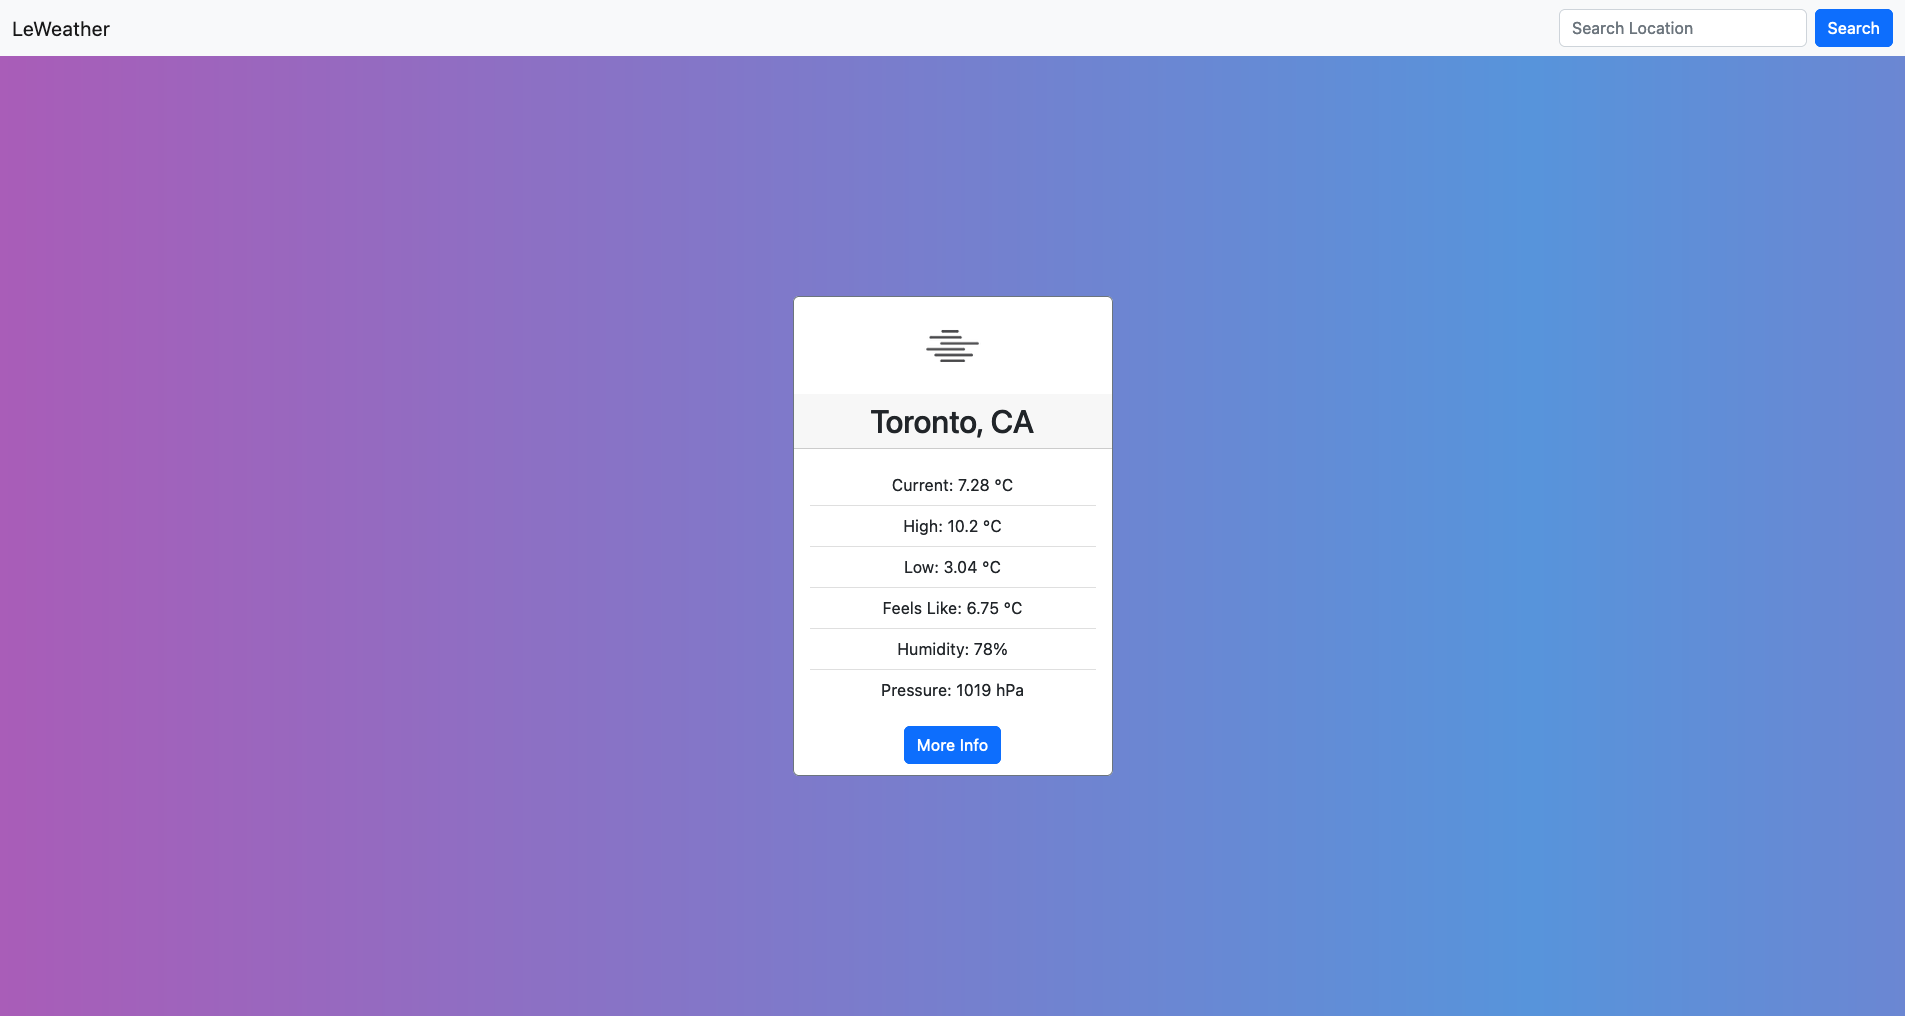 LeWeather
Search Location
Search
Toronto, CA
Current: 7.28 °C
High: 10.2 °C
Low: 3.04 °C
Feels Like: 6.75 °C
Humidity: 78%
Pressure: 1019 hPa
More Info